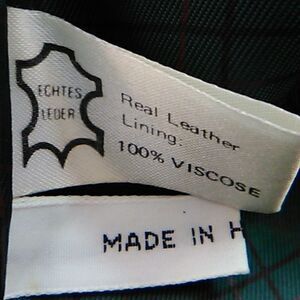 ECHTES
LEDER
Real Leather
Lining:
100% VISCOSE
MADE IN